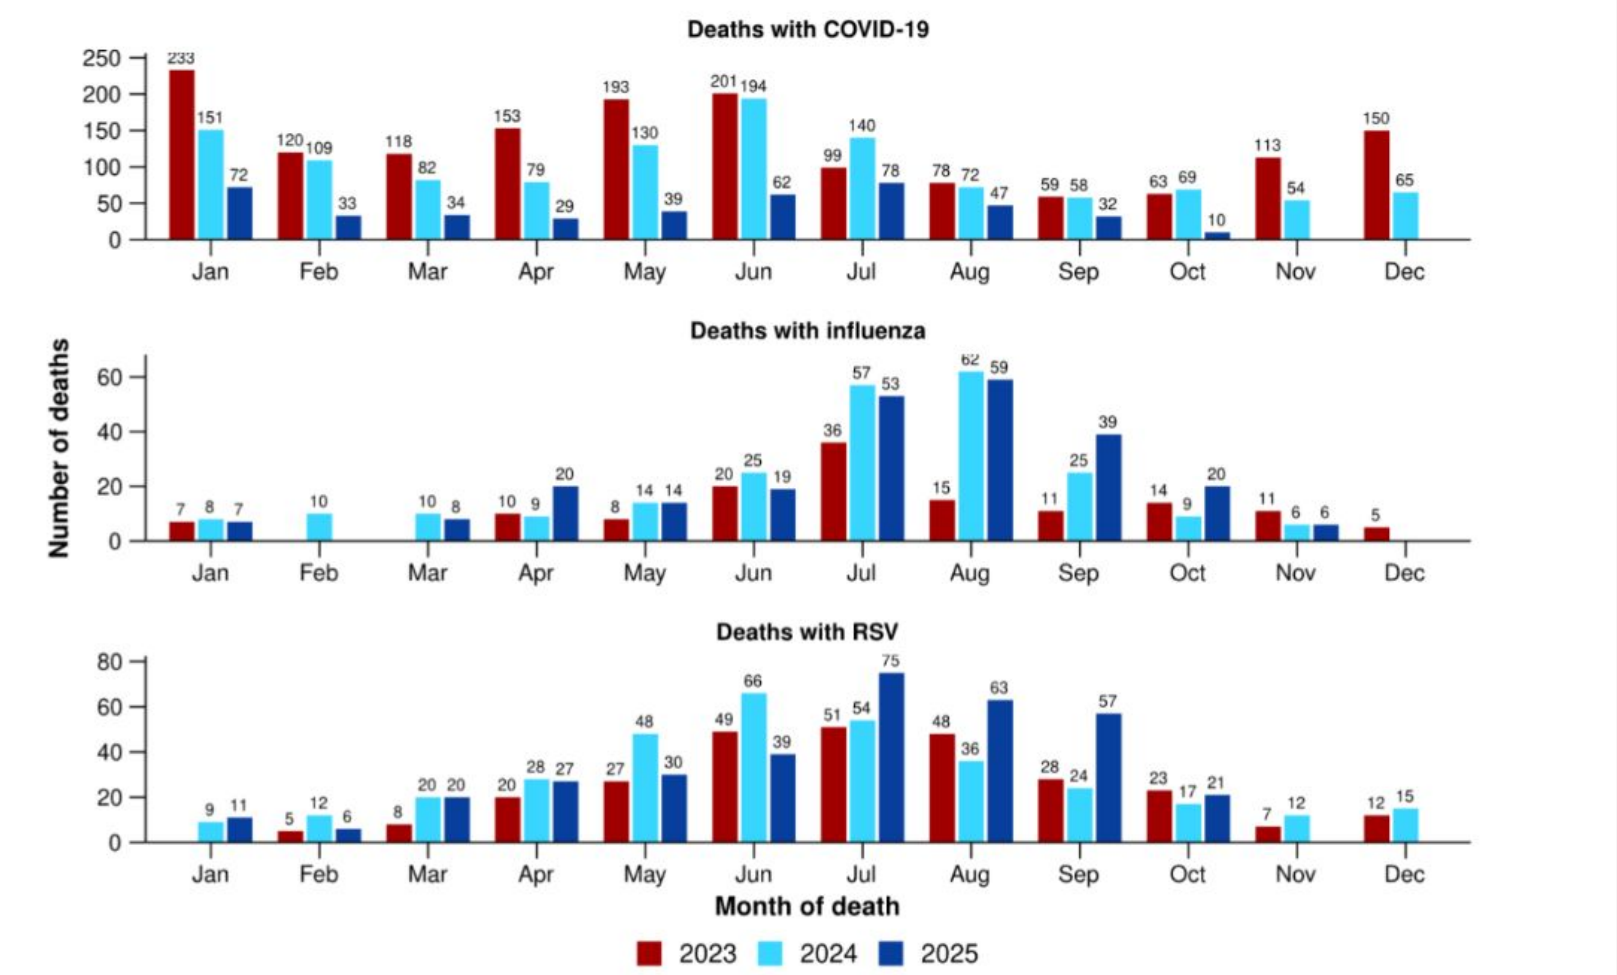 Deaths with COVID-19
250
200
150
100
50
0
233 151 72 120 109 33 118 82 34 153 79 29 193 130 39 201 194 62 99 140 78 78 72 47 59 58 32 63 69 10 113 54 150 65
Jan Feb Mar Apr May Jun Jul Aug Sep Oct Nov Dec
Number of deaths
Deaths with influenza
60
40
20
0
7 8 7 10 10 8 10 9 20 8 14 14 20 25 19 36 57 53 15 62 59 11 25 39 14 9 20 11 6 6 5
Jan Feb Mar Apr May Jun Jul Aug Sep Oct Nov Dec
Deaths with RSV
80
60
40
20
0
9 11 5 12 6 8 20 20 20 28 27 27 48 30 49 66 39 51 54 75 48 36 63 28 24 57 23 17 21 7 12 12 15
Jan Feb Mar Apr May Jun Jul Aug Sep Oct Nov Dec
Month of death
2023 2024 2025